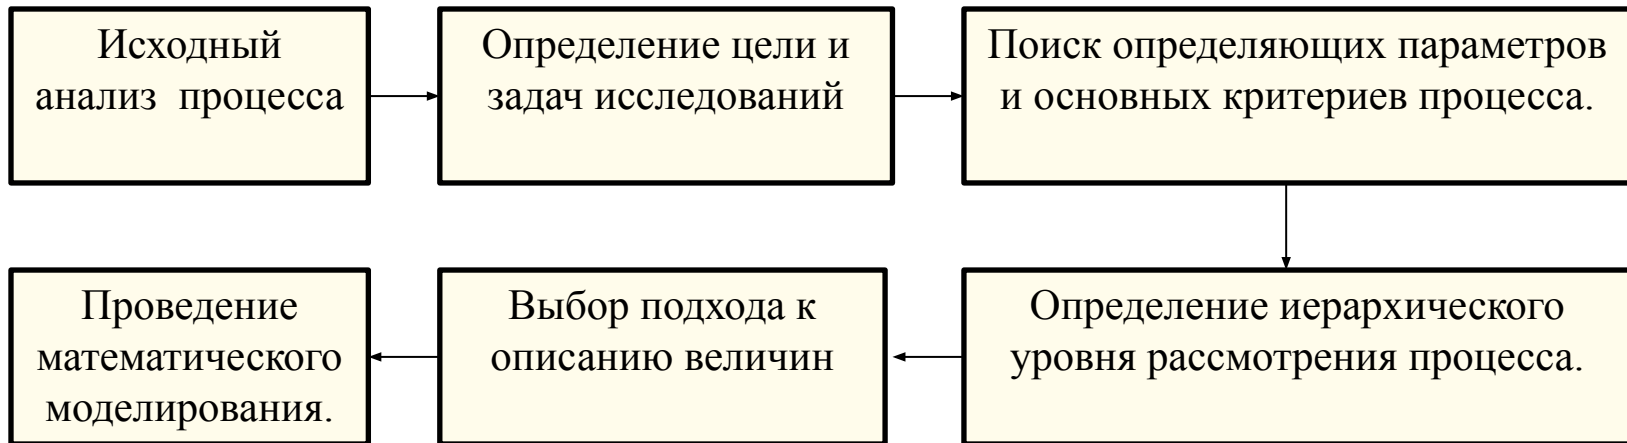 Исходный
анализ процесса
Определение цели и
задач исследований
Поиск определяющих параметров
и основных критериев процесса.
Определение иерархического
уровня рассмотрения процесса.
Выбор подхода к
описанию величин
Проведение
математического
моделирования.